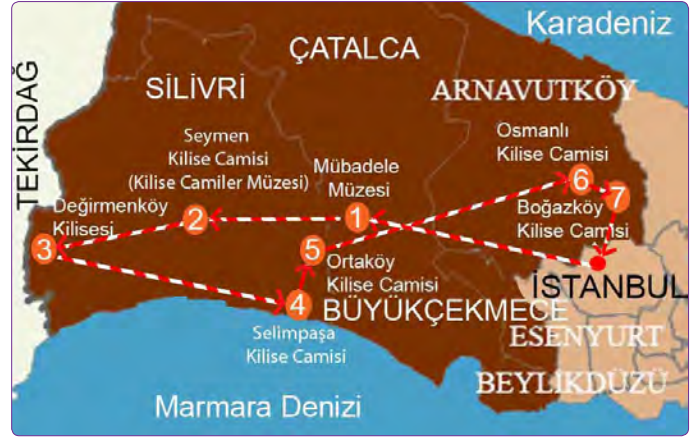 Karadeniz
ÇATALCA
SİLİVRİ
ARNAVUTKÖY
TEKİRDAĞ
Seymen
Kilise Camisi
(Kilise Camiler Müzesi)
Osmanlı
Kilise Camisi
Mübadele
Müzesi
Değirmenköy
Kilisesi
Boğazköy
Kilise Camisi
1
2
3
4
5
6
7
Ortaköy
Kilise Camisi
İSTANBUL
BÜYÜKÇEKMECE
Selimpaşa
Kilise Camisi
ESENYURT
BEYLİKDÜZÜ
Marmara Denizi